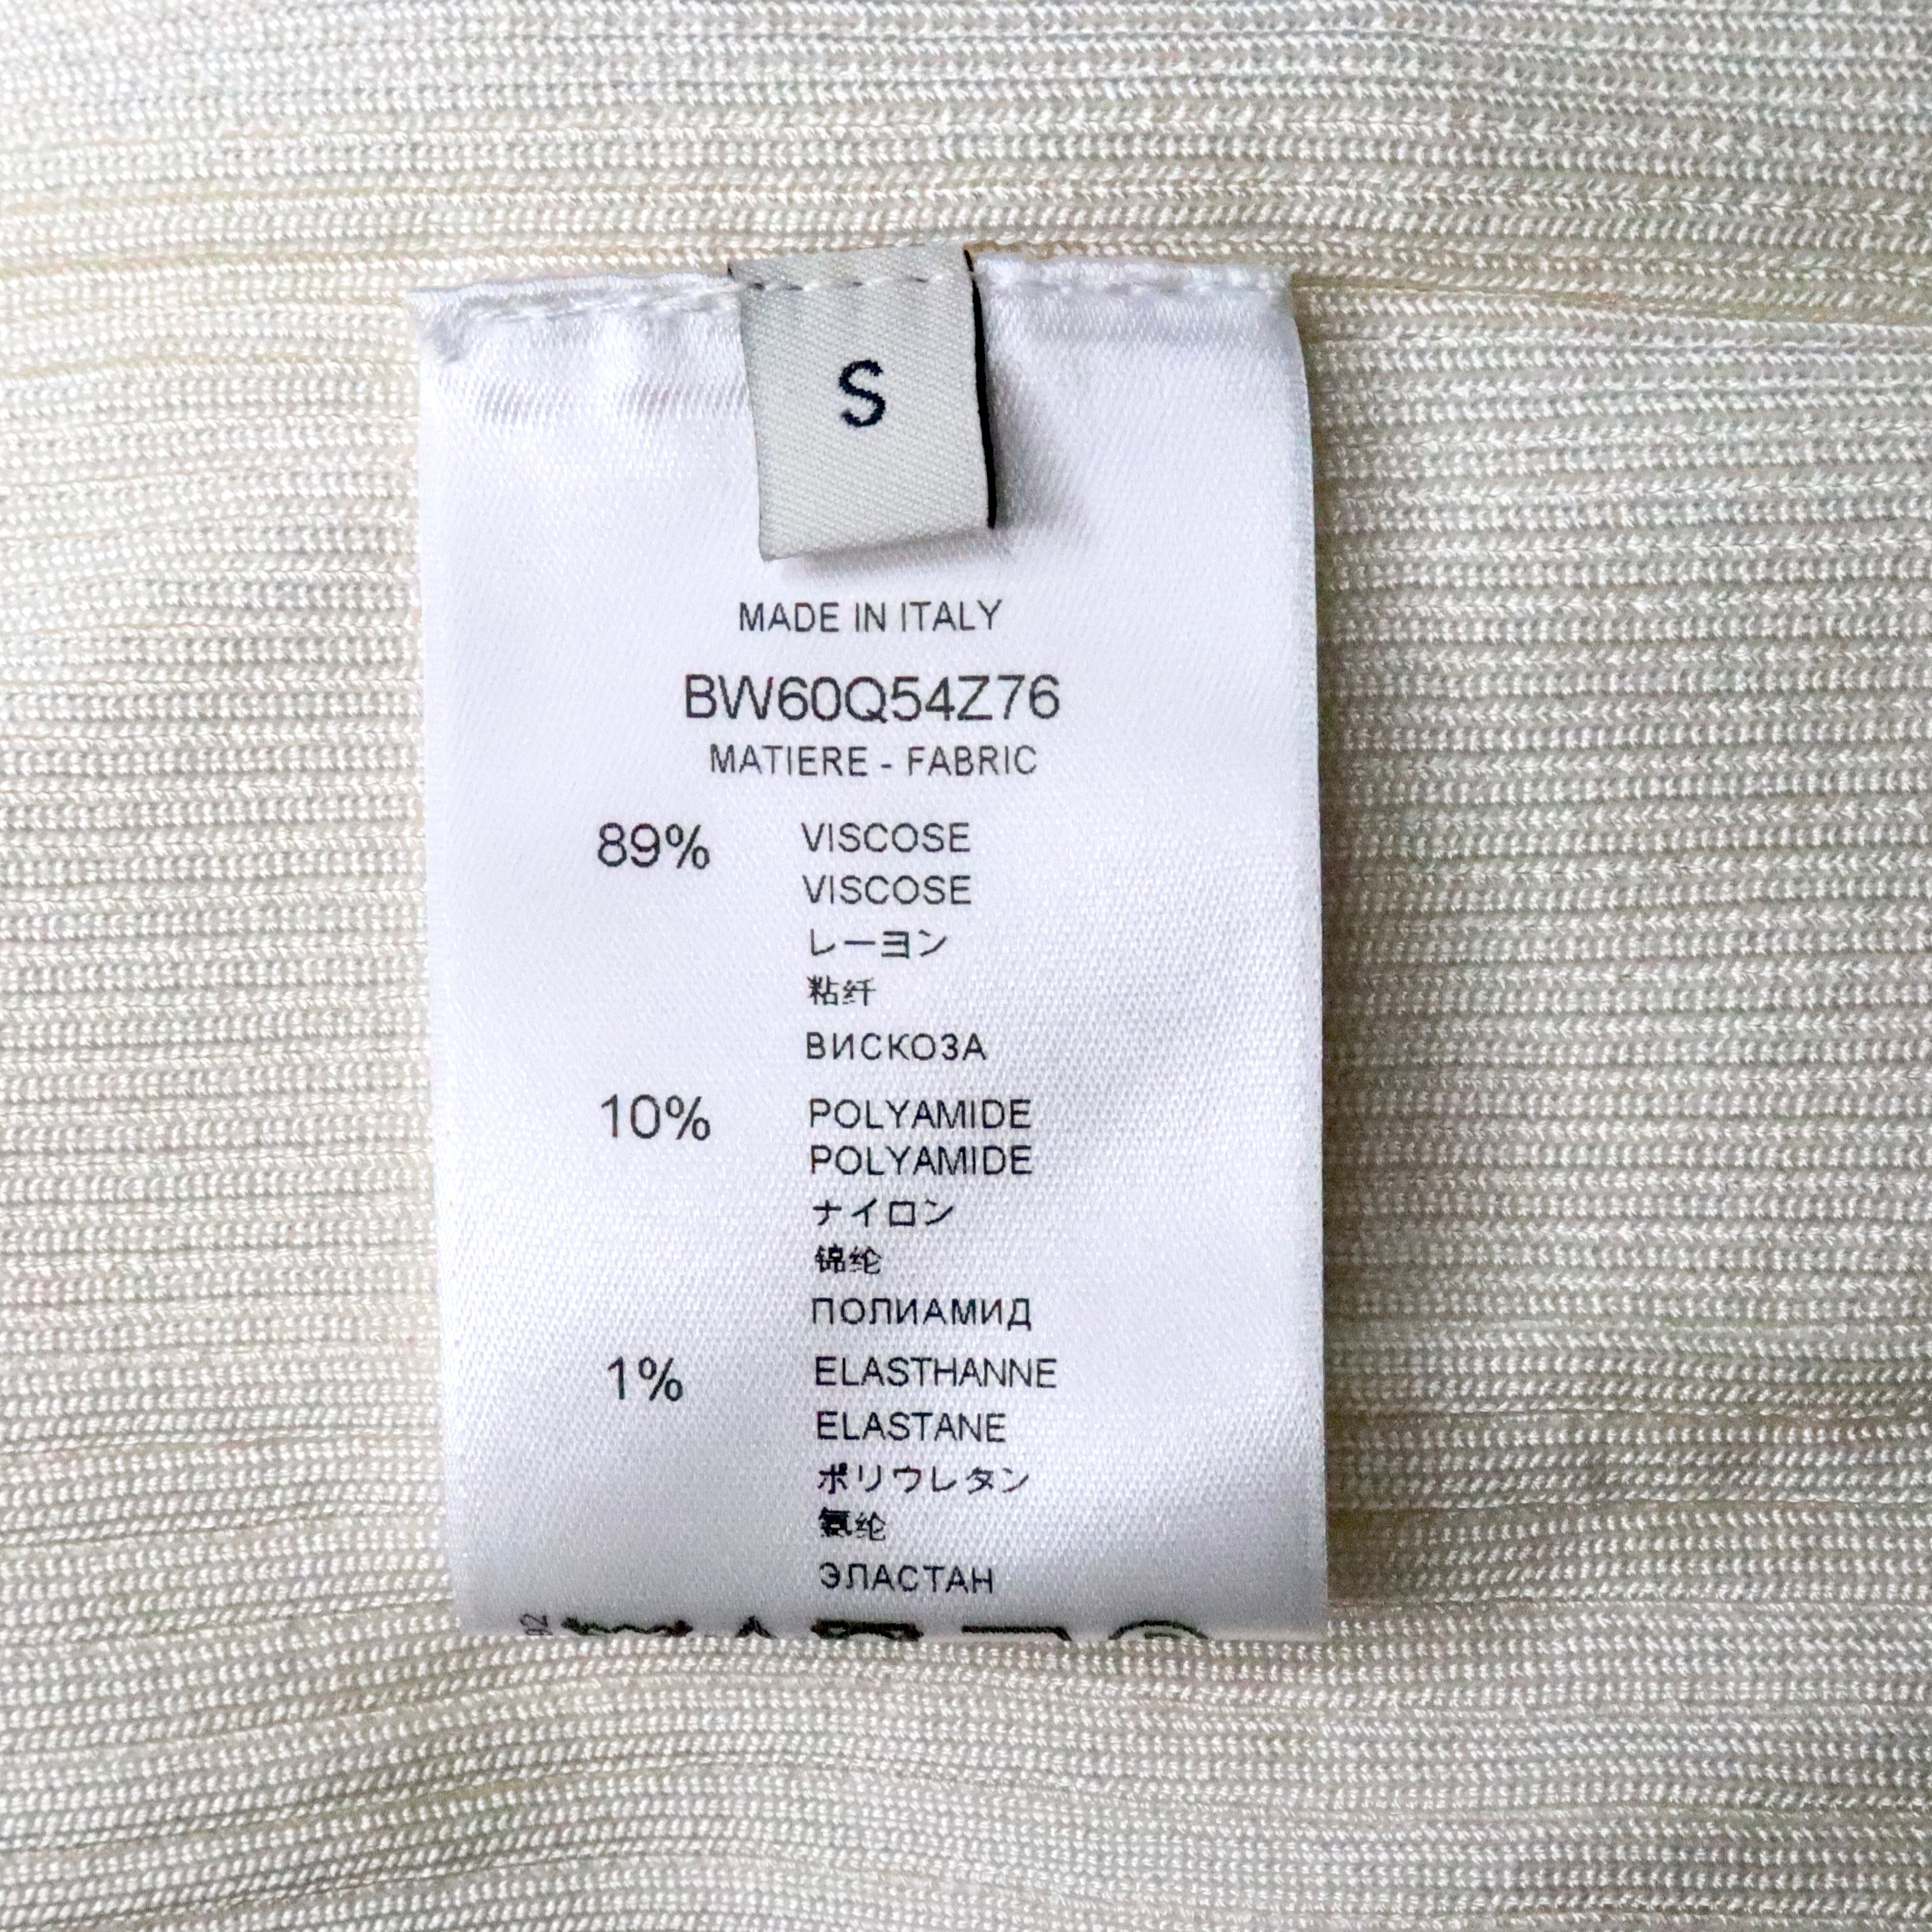 S
MADE IN ITALY
BW60Q54Z76
MATIERE - FABRIC
89% VISCOSE
VISCOSE
レーヨン
粘纤
ВИСКОЗА
10% POLYAMIDE
POLYAMIDE
ナイロン
锦纶
ПОЛИАМИД
1% ELASTHANNE
ELASTANE
ポリウレタン
氨纶
ЭЛАСТАН